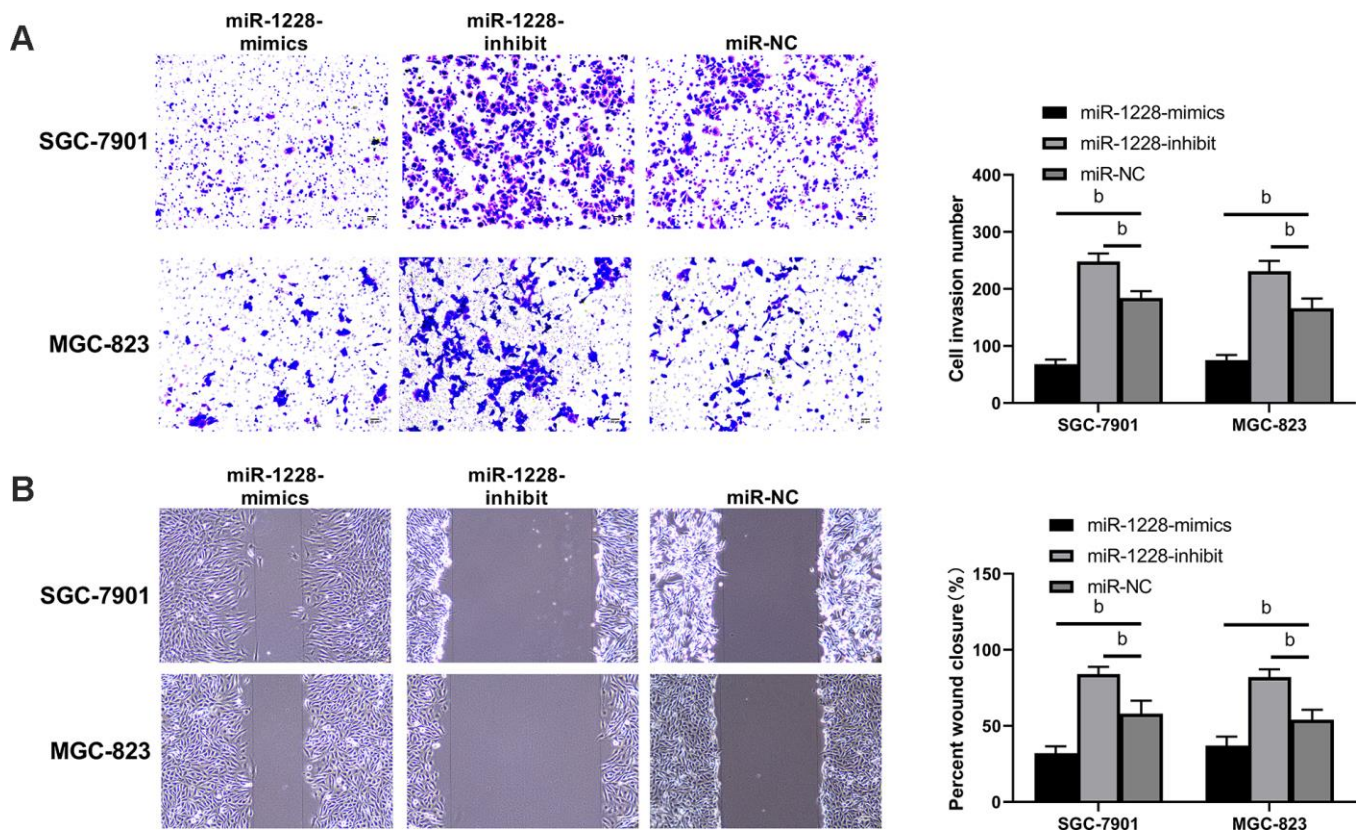 A
miR-1228-
mimics
miR-1228-
inhibit
miR-NC
SGC-7901
MGC-823
miR-1228-mimics
miR-1228-inhibit
miR-NC
Cell invasion number
400
300
200
100
0
b
b
b
b
SGC-7901
MGC-823
B
miR-1228-
mimics
miR-1228-
inhibit
miR-NC
SGC-7901
MGC-823
miR-1228-mimics
miR-1228-inhibit
miR-NC
Percent wound closure(%)
150
100
50
0
b
b
b
b
SGC-7901
MGC-823